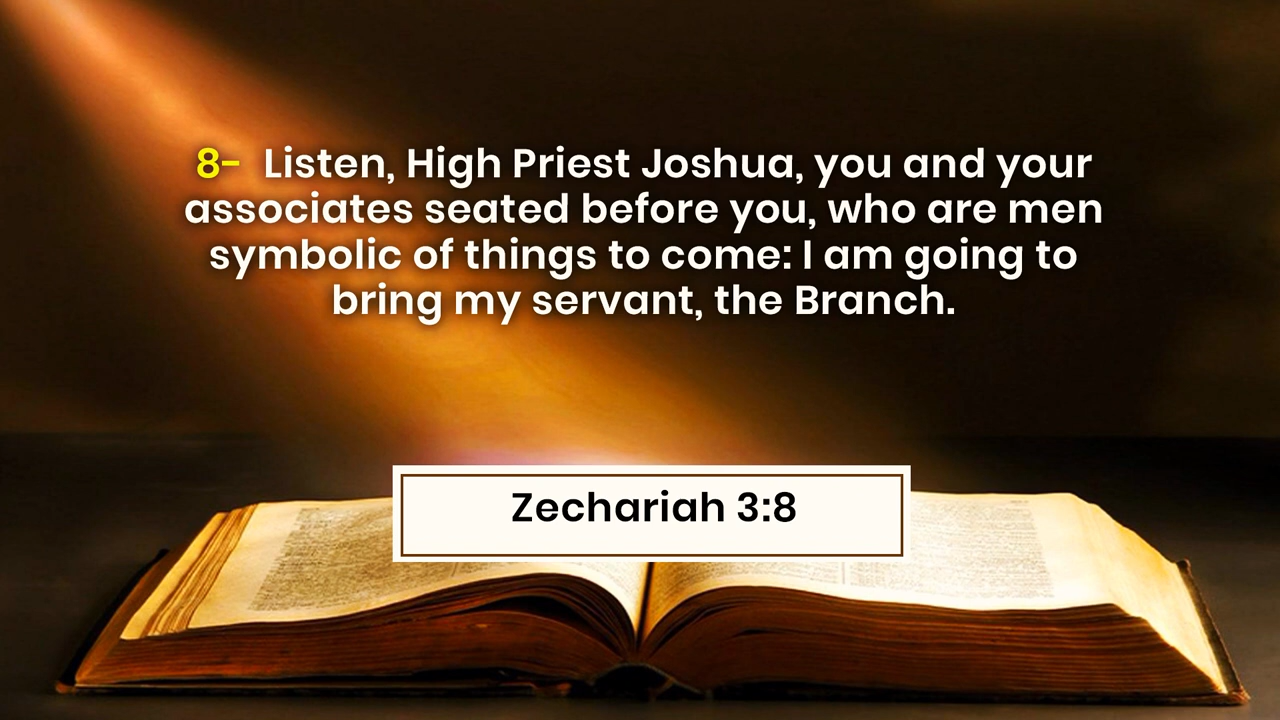 8- Listen, High Priest Joshua, you and your
associates seated before you, who are men
symbolic of things to come: I am going to
bring my servant, the Branch.
Zechariah 3:8